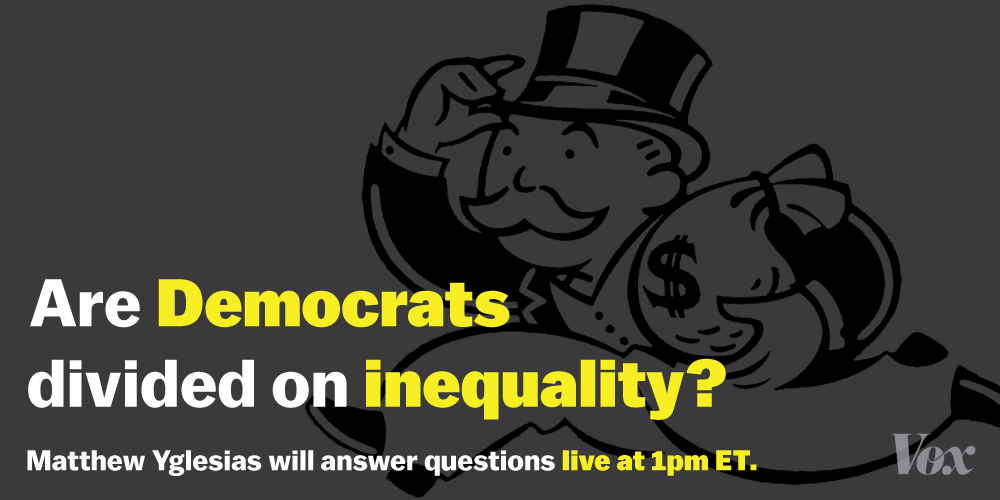 $
Are Democrats
divided on inequality?
Matthew Yglesias will answer questions live at 1pm ET.
Vox